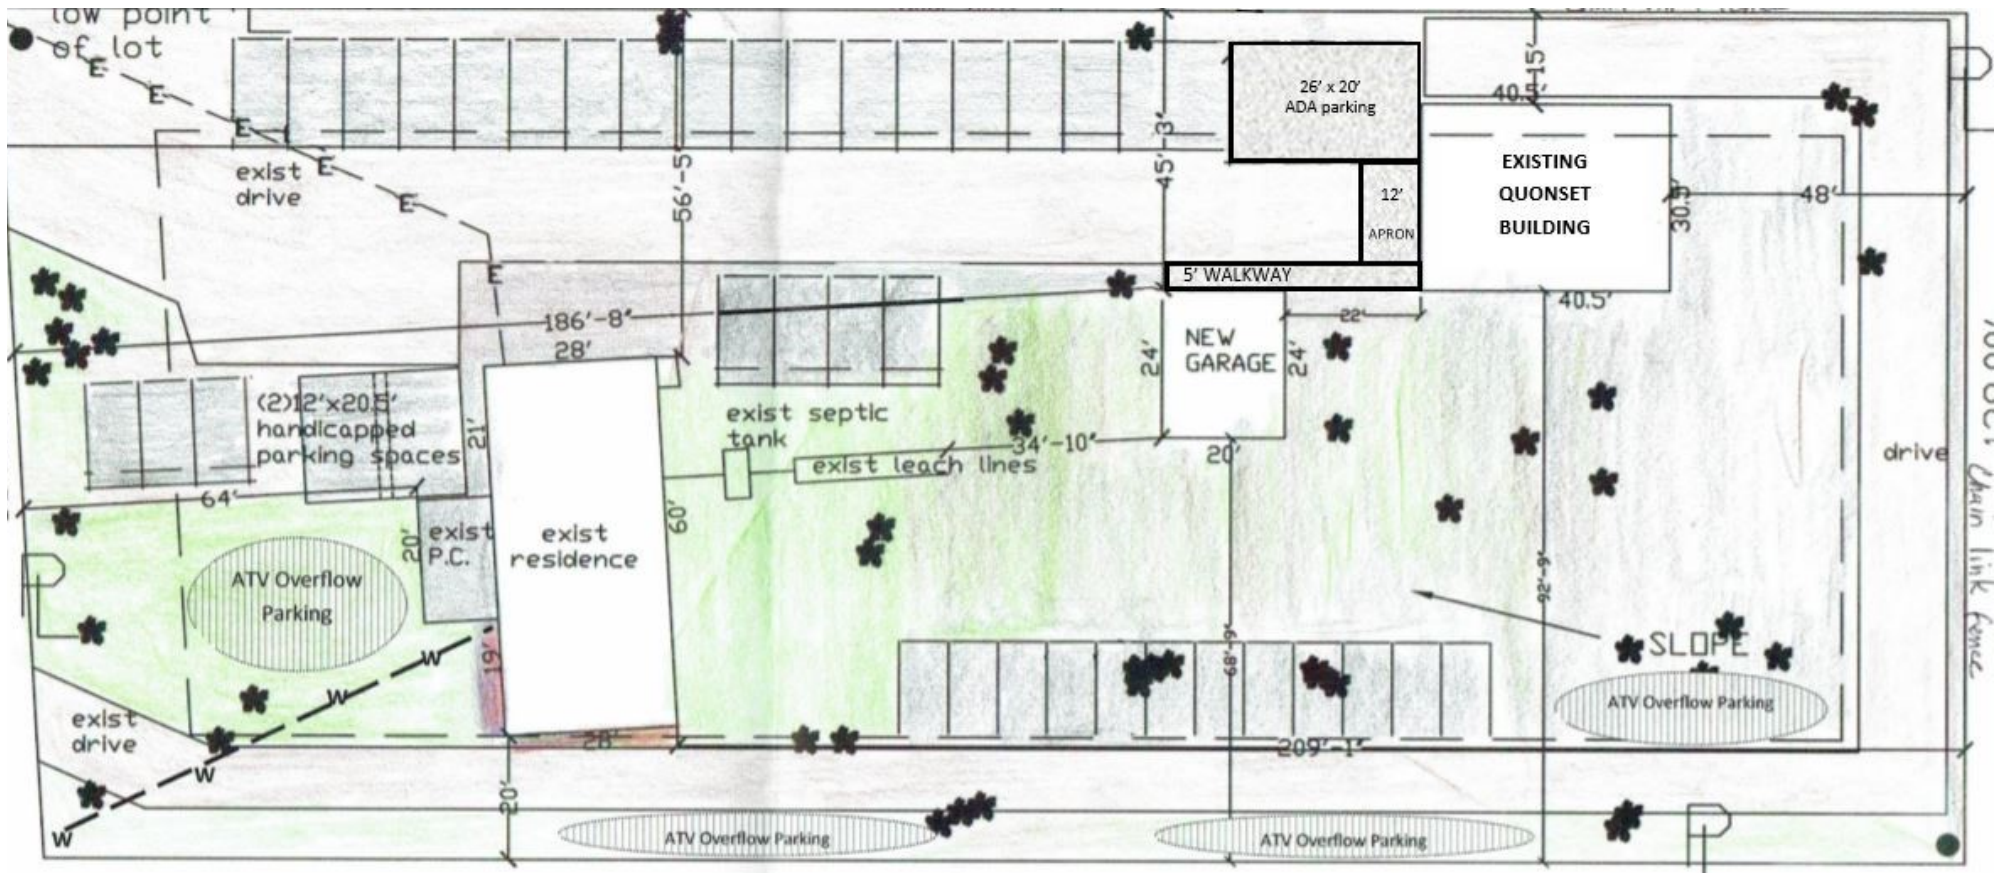 low point
of lot
E
E
E
E
E
E
exist
drive
56'-5
45'-3"
26' x 20'
ADA parking
15'
40.5'
EXISTING
QUONSET
BUILDING
30.5'
48'
12'
APRON
5' WALKWAY
40.5'
186'-8"
28'
22'
NEW
GARAGE
24'
24'
20'
(2)12'x20.5'
handicapped
parking spaces
21'
exist septic
tank
34'-10"
exist leach lines
drive
Chain link fence
64'
20'
exist
P.C.
exist
residence
60'
ATV Overflow
Parking
92'-9"
68'-9"
SLOPE
ATV Overflow Parking
19'
W
W
W
W
exist
drive
28'
209'-1"
20'
ATV Overflow Parking
ATV Overflow Parking